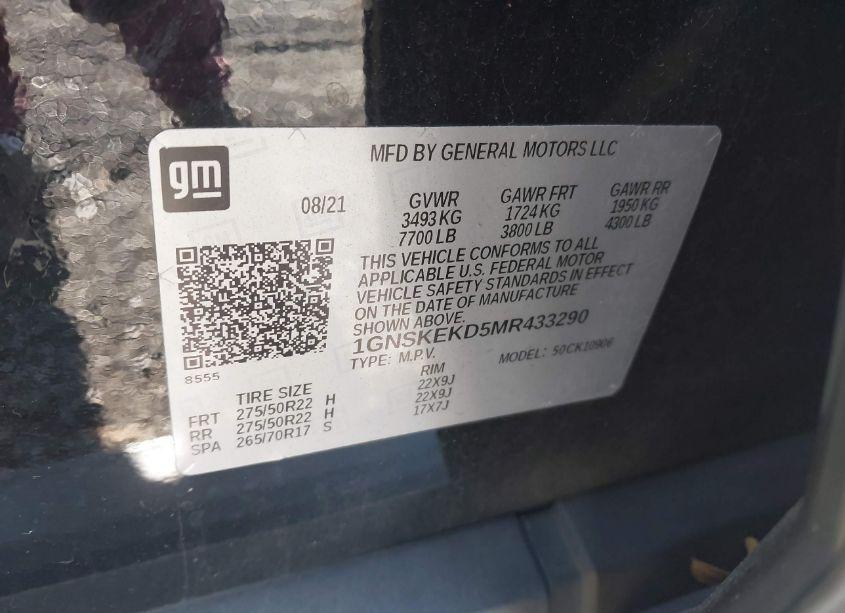 gm
MFD BY GENERAL MOTORS LLC
08/21
GVWR GAWR FRT GAWR RR
3493 KG 1724 KG 1950 KG
7700 LB 3800 LB 4300 LB
THIS VEHICLE CONFORMS TO ALL
APPLICABLE U.S. FEDERAL MOTOR
VEHICLE SAFETY STANDARDS IN EFFECT
ON THE DATE OF MANUFACTURE
SHOWN ABOVE.
1GNSKEKD5MR433290
TYPE: M.P.V. MODEL: 50CK10906
8555
TIRE SIZE RIM
FRT 275/50R22 H 22X9J
RR 275/50R22 H 22X9J
SPA 265/70R17 S 17X7J